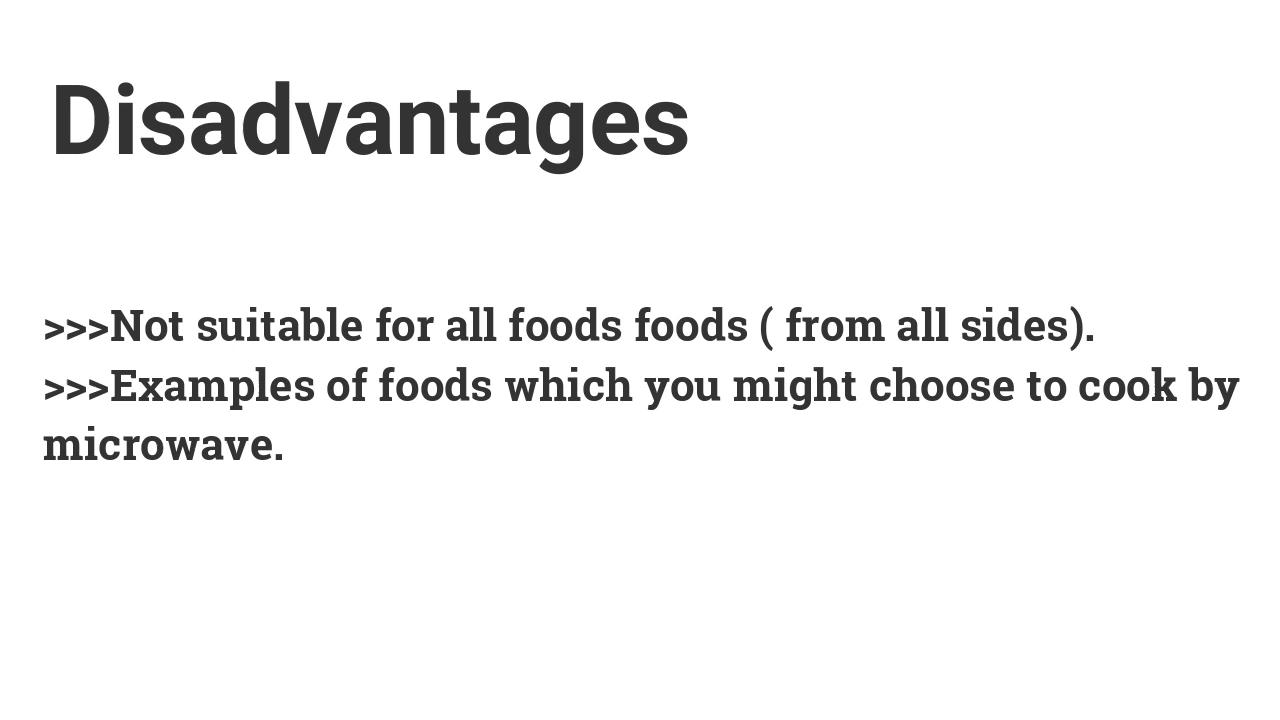 Disadvantages
>>>Not suitable for all foods foods ( from all sides).
>>>Examples of foods which you might choose to cook by
microwave.